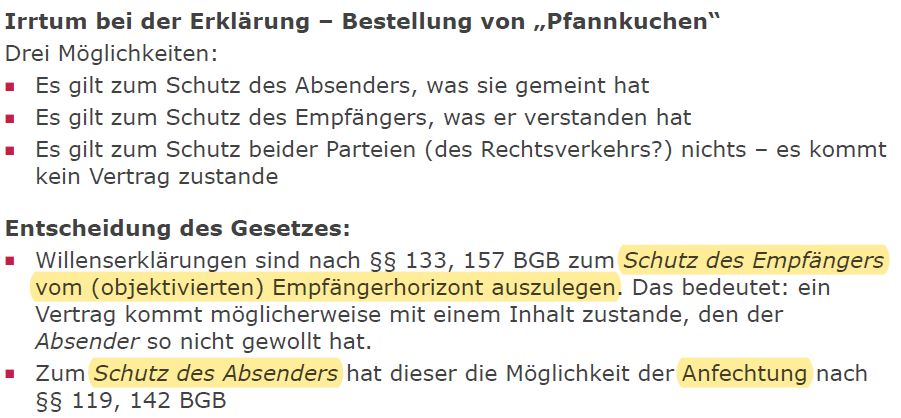 Irrtum bei der Erklärung – Bestellung von „Pfannkuchen“
Drei Möglichkeiten:
▪ Es gilt zum Schutz des Absenders, was sie gemeint hat
▪ Es gilt zum Schutz des Empfängers, was er verstanden hat
▪ Es gilt zum Schutz beider Parteien (des Rechtsverkehrs?) nichts – es kommt
kein Vertrag zustande
Entscheidung des Gesetzes:
▪ Willenserklärungen sind nach §§ 133, 157 BGB zum Schutz des Empfängers
vom (objektivierten) Empfängerhorizont auszulegen. Das bedeutet: ein
Vertrag kommt möglicherweise mit einem Inhalt zustande, den der
Absender so nicht gewollt hat.
▪ Zum Schutz des Absenders hat dieser die Möglichkeit der Anfechtung nach
§§ 119, 142 BGB